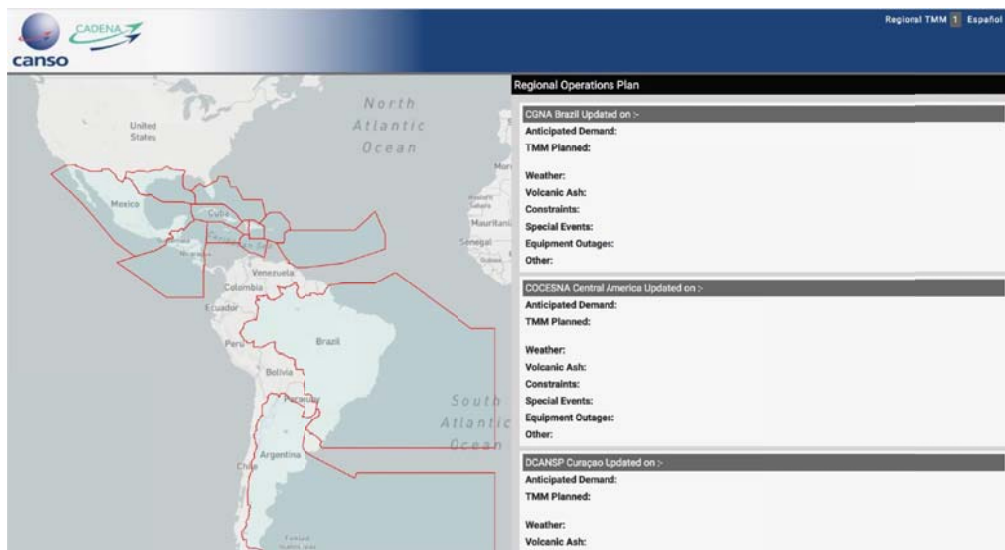 Regional TMM 1 Español
CADENA
canso
Regional Operations Plan
CGNA Brazil Updated on :-
Anticipated Demand:
TMM Planned:
Weather:
Volcanic Ash:
Constraints:
Special Events:
Equipment Outages:
Other:
COCESNA Central America Updated on :-
Anticipated Demand:
TMM Planned:
Weather:
Volcanic Ash:
Constraints:
Special Events:
Equipment Outages:
Other:
DCANSP Curaçao Updated on :-
Anticipated Demand:
TMM Planned:
Weather:
Volcanic Ash:
North
Atlantic
Ocean
United
States
Mexico
Cuba
Caribbean Sea
Mauritani
Senegal
Venezuela
Colombia
Ecuador
Peru
Brazil
Bolivia
Paraguay
South
Atlantic
Ocean
Argentina
Chile